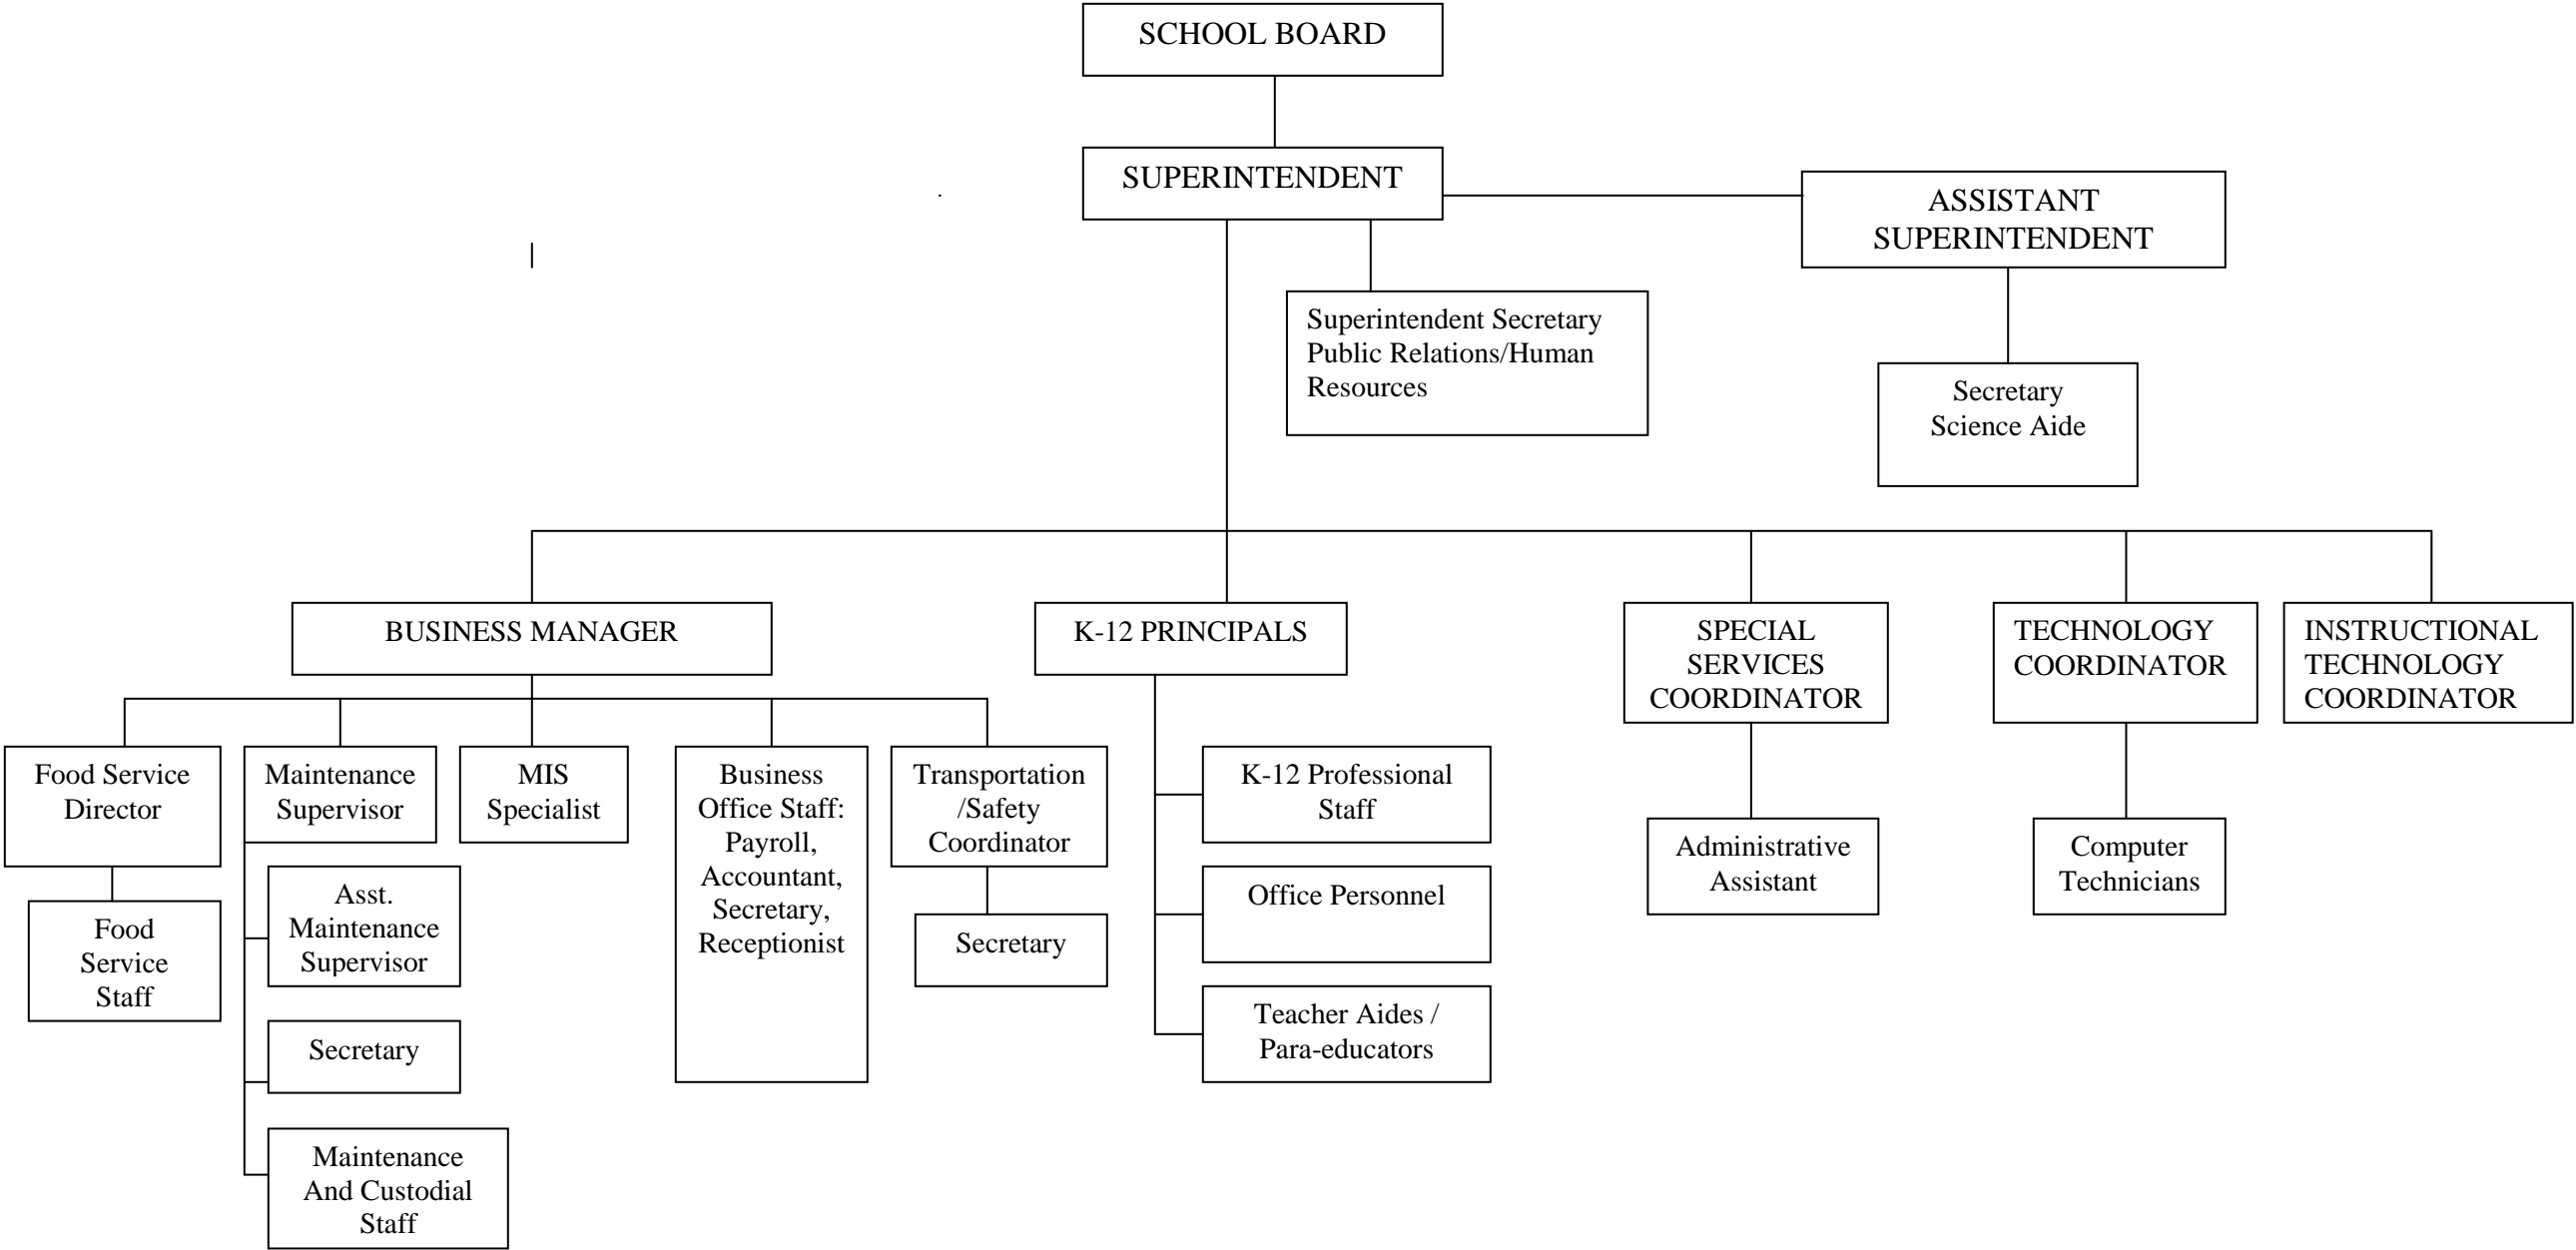 SCHOOL BOARD
SUPERINTENDENT
ASSISTANT
SUPERINTENDENT
Superintendent Secretary
Public Relations/Human
Resources
Secretary
Science Aide
BUSINESS MANAGER
K-12 PRINCIPALS
SPECIAL
SERVICES
COORDINATOR
TECHNOLOGY
COORDINATOR
INSTRUCTIONAL
TECHNOLOGY
COORDINATOR
Food Service
Director
Maintenance
Supervisor
MIS
Specialist
Business
Office Staff:
Payroll,
Accountant,
Secretary,
Receptionist
Transportation
/Safety
Coordinator
K-12 Professional
Staff
Administrative
Assistant
Computer
Technicians
Food
Service
Staff
Asst.
Maintenance
Supervisor
Secretary
Office Personnel
Secretary
Teacher Aides /
Para-educators
Maintenance
And Custodial
Staff